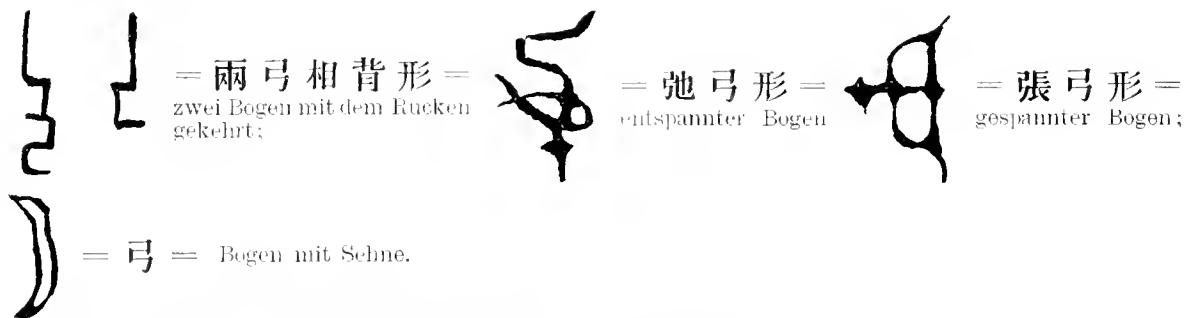 = 兩弓相背形 =
zwei Bogen mit dem Rucken
gekehrt;
= 弛弓形 =
entspannter Bogen
= 張弓形 =
gespannter Bogen;
= 弓 = Bogen mit Sehne.